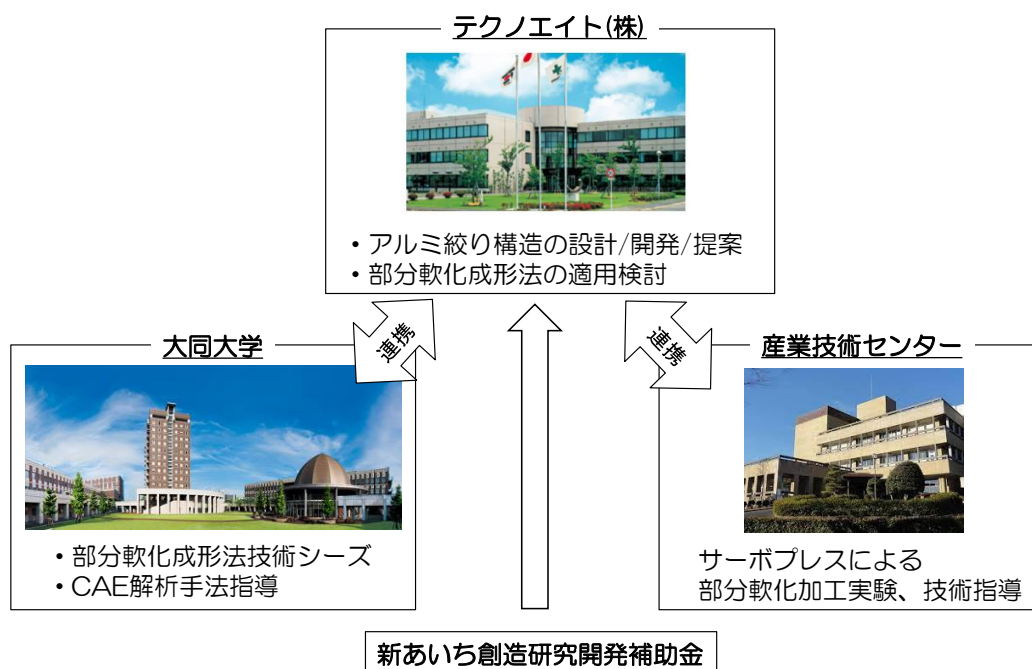 テクノエイト(株)
・アルミ絞り構造の設計/開発/提案
・部分軟化成形法の適用検討
連携
連携
大同大学
・部分軟化成形法技術シーズ
・CAE解析手法指導
産業技術センター
サーボプレスによる
部分軟化加工実験、技術指導
新あいち創造研究開発補助金